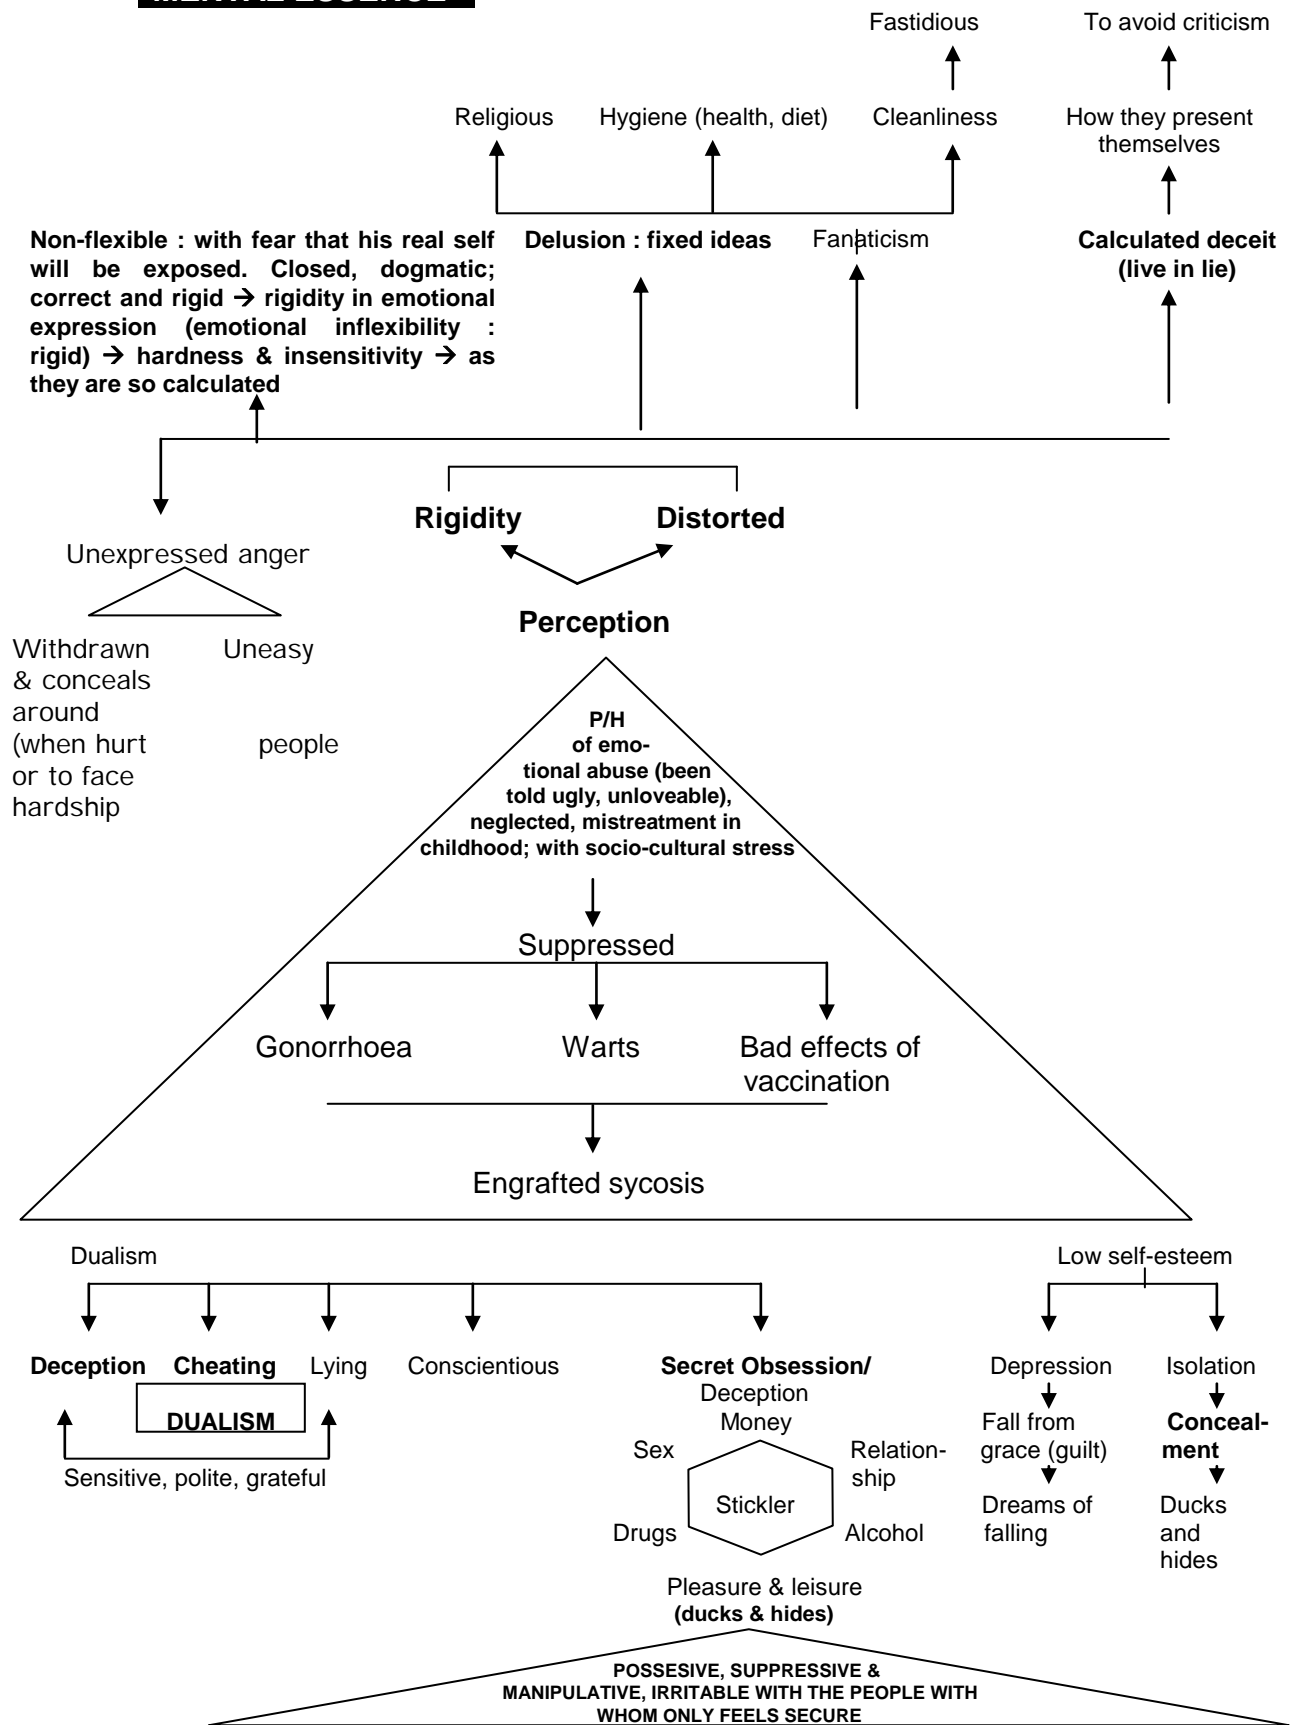 MENTAL ESSENCE
Fastidious
To avoid criticism
Religious
Hygiene (health, diet)
Cleanliness
How they present
themselves
Non-flexible : with fear that his real self
will be exposed. Closed, dogmatic;
correct and rigid → rigidity in emotional
expression (emotional inflexibility :
rigid) → hardness & insensitivity → as
they are so calculated
Delusion : fixed ideas
Fanaticism
Calculated deceit
(live in lie)
Rigidity
Distorted
Unexpressed anger
Perception
Withdrawn
& conceals
around
(when hurt
or to face
hardship
Uneasy
people
P/H
of emo-
tional abuse (been
told ugly, unloveable),
neglected, mistreatment in
childhood; with socio-cultural stress
Suppressed
Gonorrhoea
Warts
Bad effects of
vaccination
Engrafted sycosis
Dualism
Low self-esteem
Deception
Cheating
Lying
Conscientious
Secret Obsession/
Deception
Money
Depression
Isolation
DUALISM
Sensitive, polite, grateful
Sex
Relation-
ship
Stickler
Drugs
Alcohol
Pleasure & leisure
(ducks & hides)
Fall from
grace (guilt)
Dreams of
falling
Conceal-
ment
Ducks
and
hides
POSSESIVE, SUPPRESSIVE &
MANIPULATIVE, IRRITABLE WITH THE PEOPLE WITH
WHOM ONLY FEELS SECURE